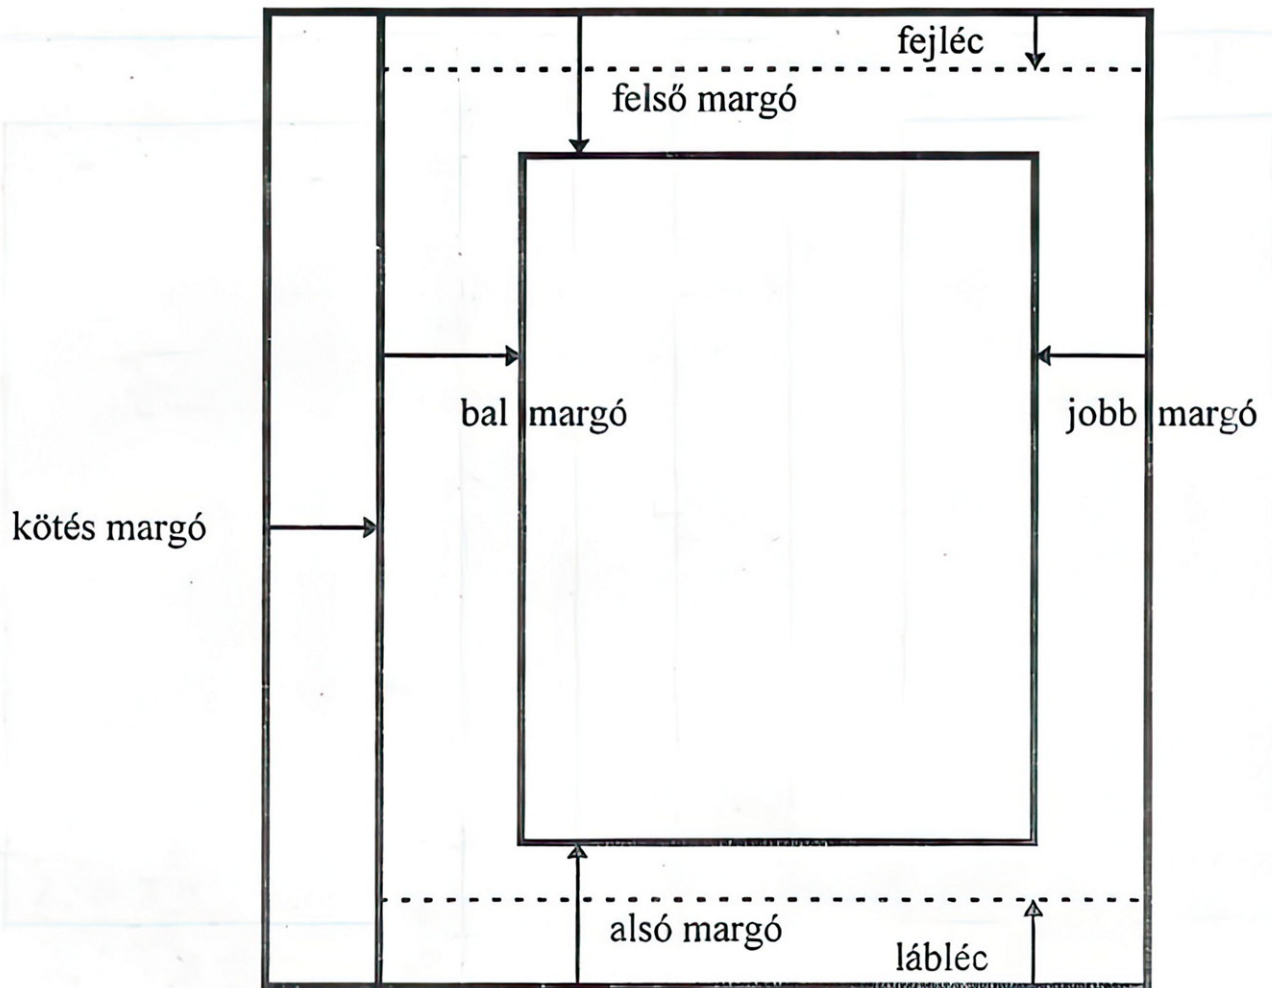 fejléc
felső margó
bal margó
jobb margó
kötés margó
alsó margó
lábléc